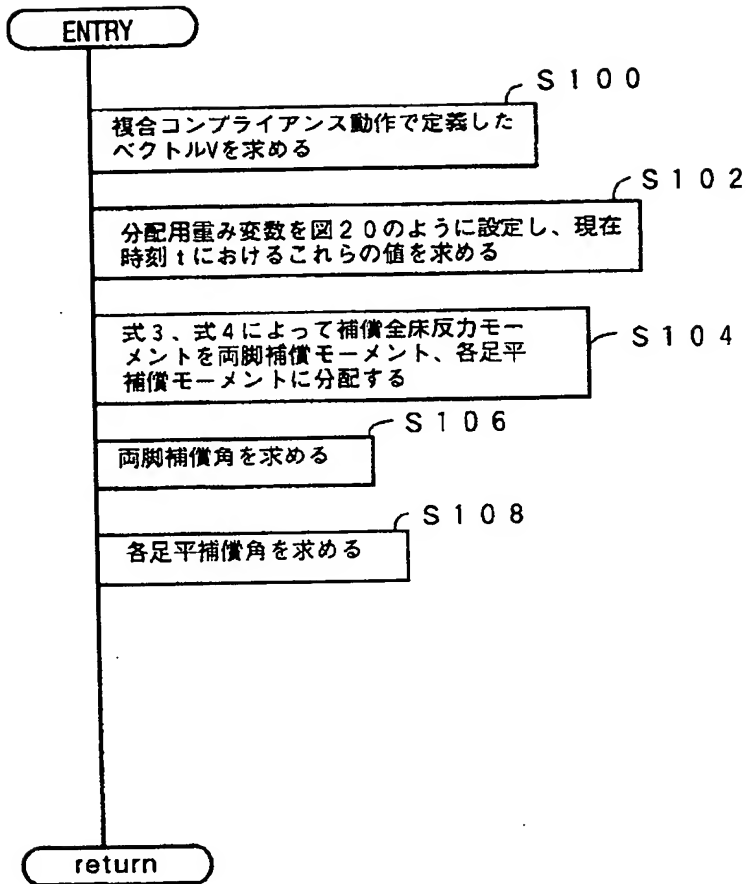 ENTRY
S100
複合コンプライアンス動作で定義した
ベクトルVを求める
S102
分配用重み変数を図20のように設定し、現在
時刻tにおけるこれらの値を求める
S104
式3、式4によって補償全床反力モー
メントを両脚補償モーメント、各足平
補償モーメントに分配する
S106
両脚補償角を求める
S108
各足平補償角を求める
return